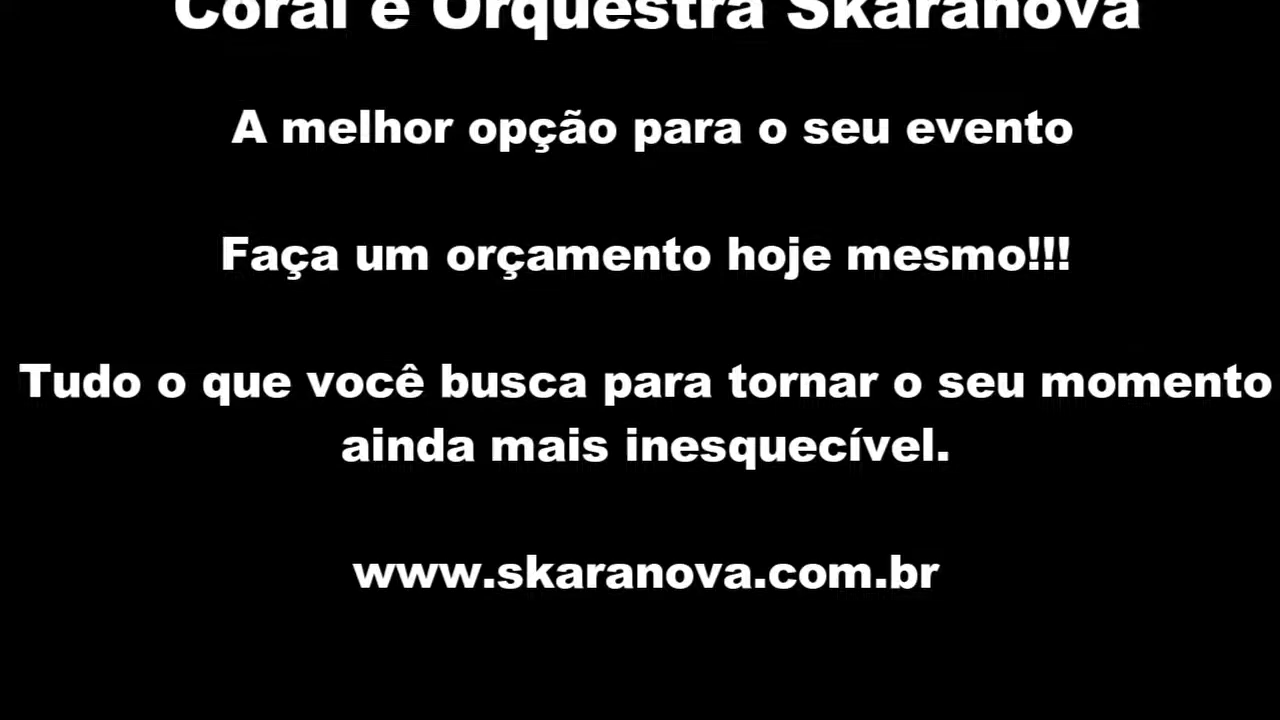 Coral e Orquestra Skaranova
A melhor opção para o seu evento
Faça um orçamento hoje mesmo!!!
Tudo o que você busca para tornar o seu momento
ainda mais inesquecível.
www.skaranova.com.br